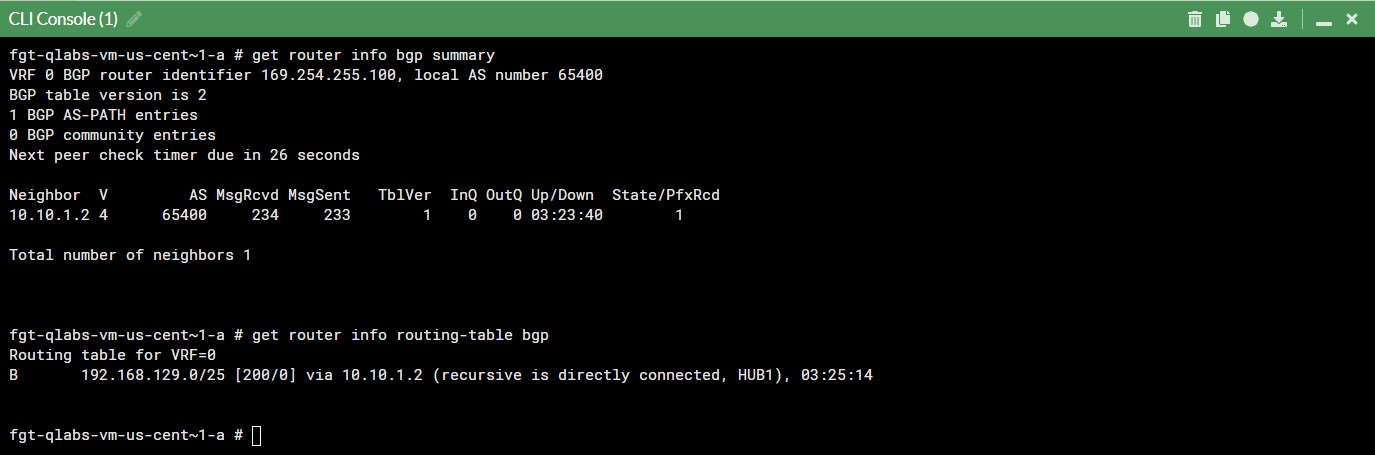 CLI Console (1)
fgt-qlabs-vm-us-cent~1-a # get router info bgp summary
VRF 0 BGP router identifier 169.254.255.100, local AS number 65400
BGP table version is 2
1 BGP AS-PATH entries
0 BGP community entries
Next peer check timer due in 26 seconds
Neighbor  V         AS MsgRcvd MsgSent   TblVer  InQ OutQ Up/Down  State/PfxRcd
10.10.1.2 4      65400     234     233        1    0    0 03:23:40        1
Total number of neighbors 1
fgt-qlabs-vm-us-cent~1-a # get router info routing-table bgp
Routing table for VRF=0
B       192.168.129.0/25 [200/0] via 10.10.1.2 (recursive is directly connected, HUB1), 03:25:14
fgt-qlabs-vm-us-cent~1-a #